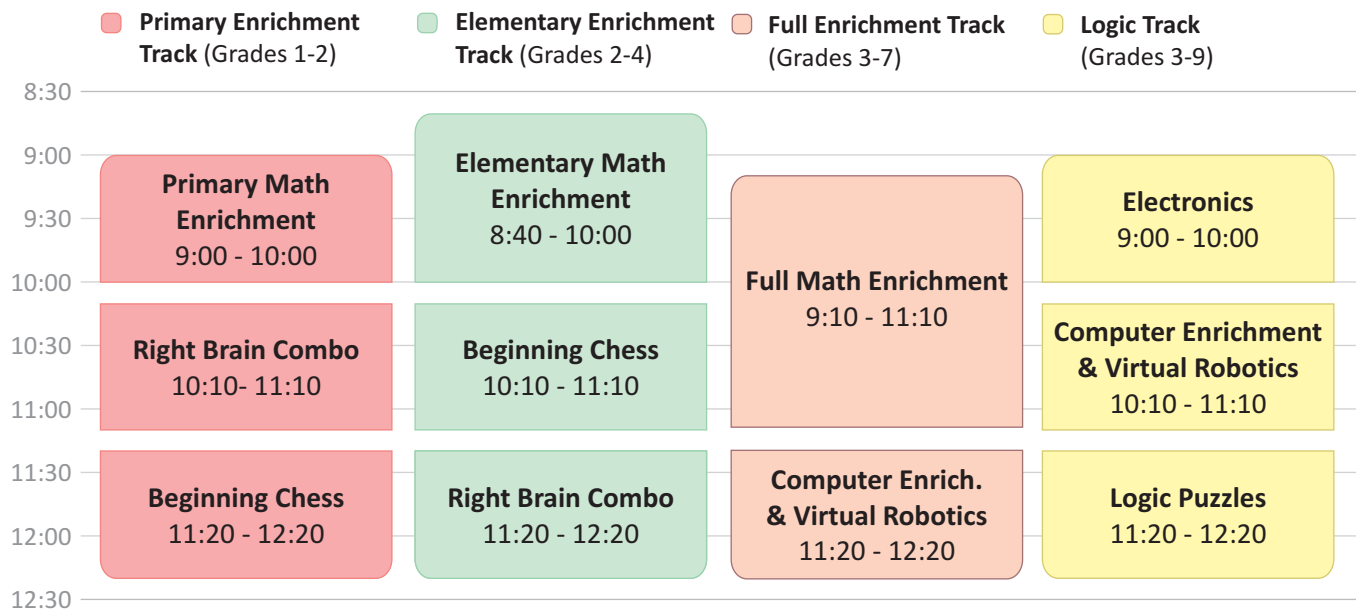 Primary Enrichment
Track (Grades 1-2)
Elementary Enrichment
Track (Grades 2-4)
Full Enrichment Track
(Grades 3-7)
Logic Track
(Grades 3-9)
8:30
9:00
9:30
10:00
10:30
11:00
11:30
12:00
12:30
Primary Math
Enrichment
9:00 - 10:00
Right Brain Combo
10:10- 11:10
Beginning Chess
11:20 - 12:20
Elementary Math
Enrichment
8:40 - 10:00
Beginning Chess
10:10 - 11:10
Right Brain Combo
11:20 - 12:20
Full Math Enrichment
9:10 - 11:10
Computer Enrich.
& Virtual Robotics
11:20 - 12:20
Electronics
9:00 - 10:00
Computer Enrichment
& Virtual Robotics
10:10 - 11:10
Logic Puzzles
11:20 - 12:20